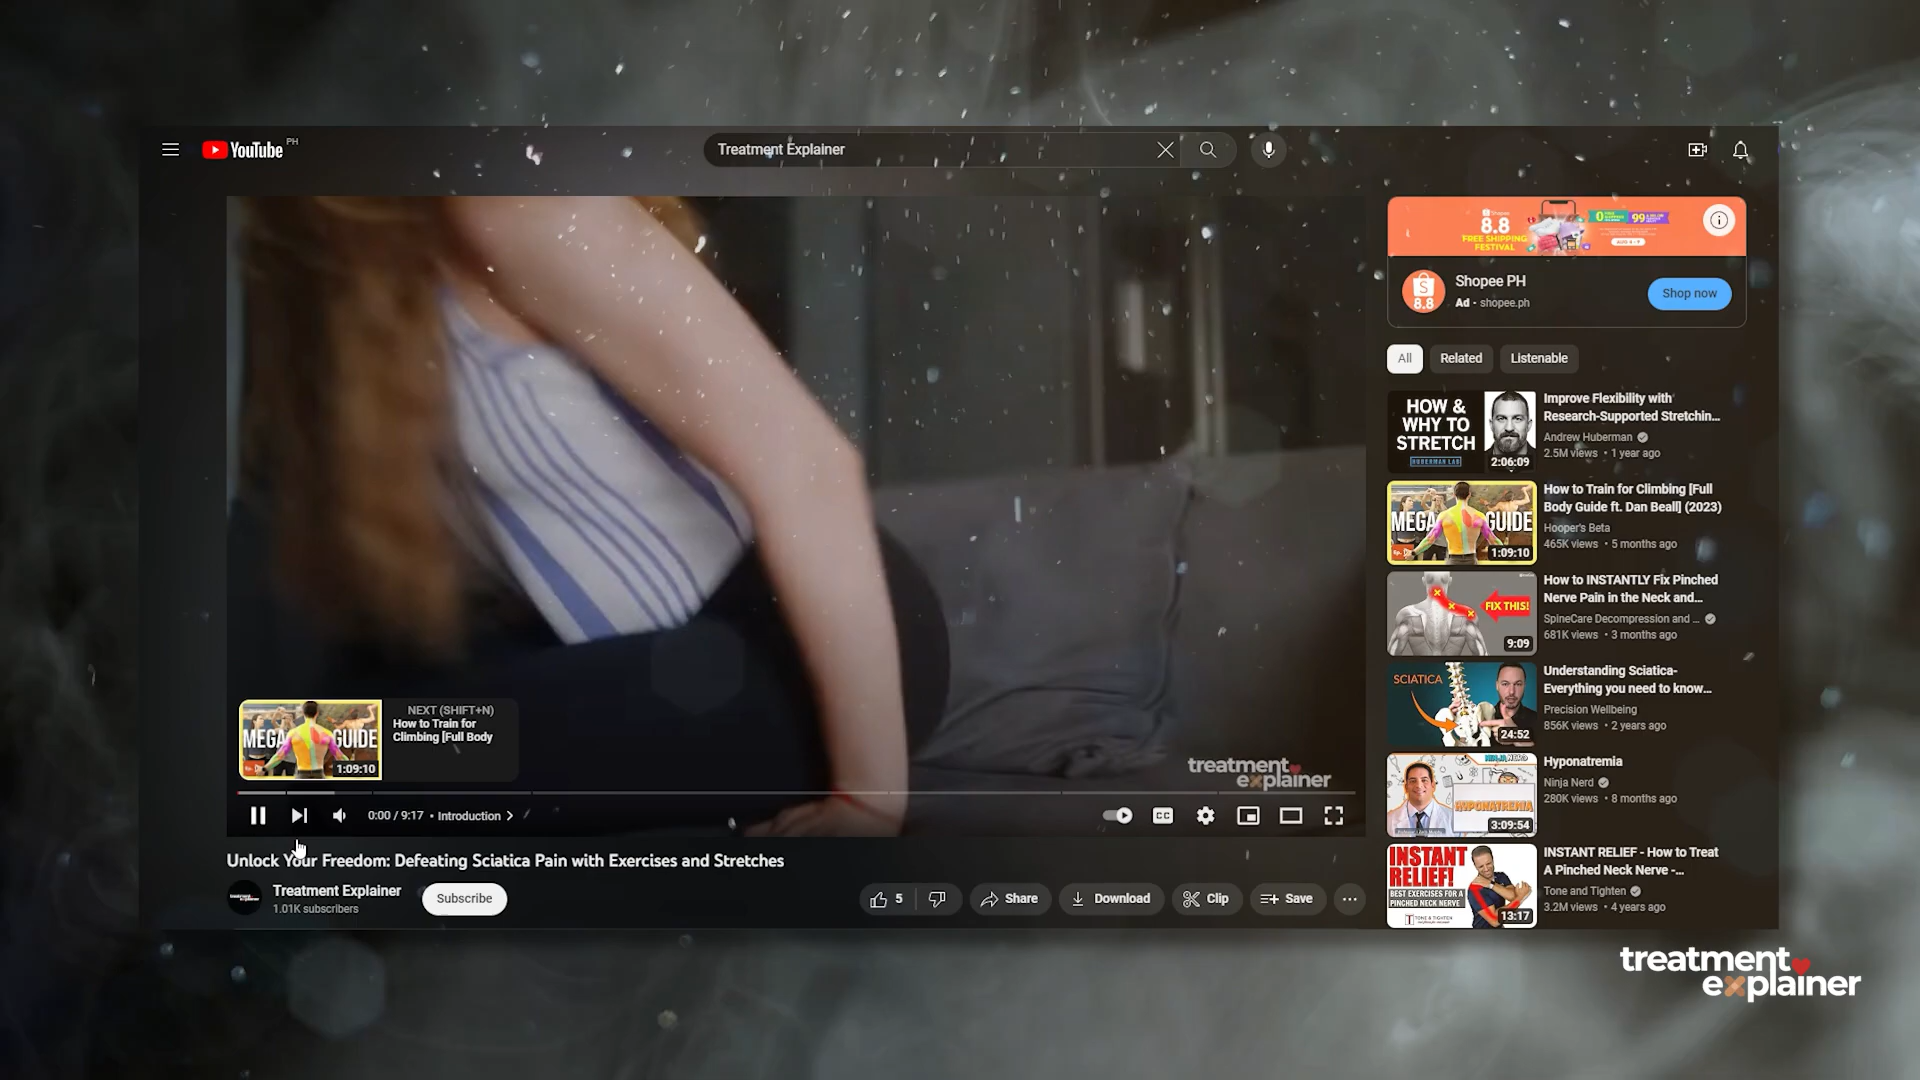 YouTube PH
Treatment Explainer
8.8
FREE SHIPPING
FESTIVAL
Shopee PH
Ad · shopee.ph
Shop now
All
Related
Listenable
HOW &
WHY TO
STRETCH
HUBERMAN LAB
2:06:09
Improve Flexibility with
Research-Supported Stretchin...
Andrew Huberman
2.5M views • 1 year ago
MEGA GUIDE
1:09:10
How to Train for Climbing [Full
Body Guide ft. Dan Beall] (2023)
Hooper's Beta
465K views • 5 months ago
FIX THIS!
9:09
How to INSTANTLY Fix Pinched
Nerve Pain in the Neck and...
SpineCare Decompression and ...
681K views • 3 months ago
SCIATICA
24:52
Understanding Sciatica-
Everything you need to know...
Precision Wellbeing
856K views • 2 years ago
HYPONATREMIA
3:09:54
Hyponatremia
Ninja Nerd
280K views • 8 months ago
INSTANT
RELIEF!
BEST EXERCISES FOR A
PINCHED NECK NERVE
TONE & TIGHTEN
13:17
INSTANT RELIEF - How to Treat
A Pinched Neck Nerve -...
Tone and Tighten
3.2M views • 4 years ago
MEGA GUIDE
1:09:10
NEXT (SHIFT+N)
How to Train for
Climbing [Full Body
treatment
explainer
0:00 / 9:17 • Introduction
CC
Unlock Your Freedom: Defeating Sciatica Pain with Exercises and Stretches
Treatment Explainer
1.01K subscribers
Subscribe
5
Share
Download
Clip
Save
treatment
explainer